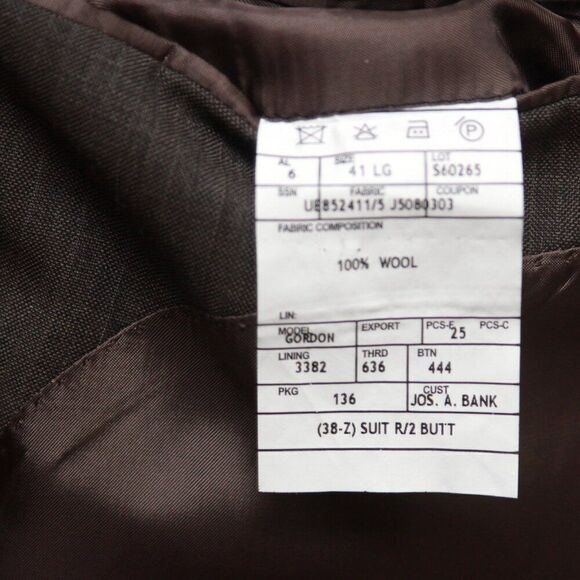 P
AL SIZE LOT
6 41 LG S60265
SSN FABRIC COUPON
UE852411/5 J5080303
FABRIC COMPOSITION
100% WOOL
LIN:
MODEL EXPORT PCS-E PCS-C
GORDON 25
LINING THRD BTN
3382 636 444
PKG CUST
136 JOS. A. BANK
(38-Z) SUIT R/2 BUTT